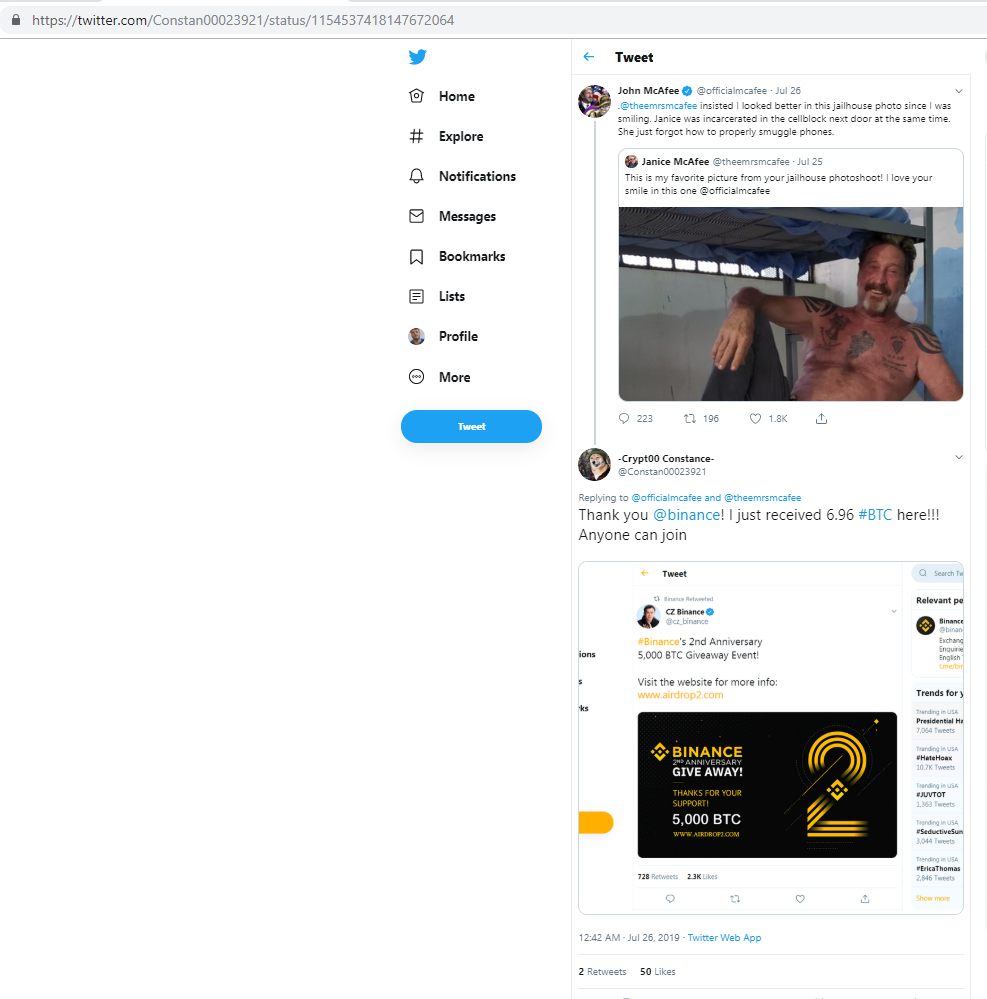 https://twitter.com/Constan00923921/status/1154537418147672064
Tweet
Home
Explore
Notifications
Messages
Bookmarks
Lists
Profile
More
Tweet
John McAfee @officialmcafee · Jul 26
.@theemrsmcafee insisted I looked better in this jailhouse photo since I was
smiling. Janice was incarcerated in the cellblock next door at the same time.
She just forgot how to properly smuggle phones.
Janice McAfee @theemrsmcafee · Jul 25
This is my favorite picture from your jailhouse photoshoot! I love your
smile in this one @officialmcafee
223 196 1.8K
-Crypt00 Constance-
@Constan00023921
Replying to @officialmcafee and @theemrsmcafee
Thank you @binance! I just received 6.96 #BTC here!!!
Anyone can join
Tweet
Search Tw
Binance Retweeted
CZ Binance
@cz_binance
#Binance's 2nd Anniversary
5,000 BTC Giveaway Event!
Visit the website for more info:
www.airdrop2.com
BINANCE
2ND ANNIVERSARY
GIVE AWAY!
THANKS FOR YOUR
SUPPORT!
5,000 BTC
WWW.AIRDROP2.COM
728 Retweets 2.3K Likes
ions
s
rks
Relevant pe
Binance
@binan
Exchang
Enquirie
English
t.me/bin
Trends for y
Trending in USA
Presidential Ha
7,064 Tweets
Trending in USA
#HateHoax
10.7K Tweets
Trending in USA
#JUVTOT
1,363 Tweets
Trending in USA
#SeductiveSun
3,044 Tweets
Trending in USA
#EricaThomas
2,846 Tweets
Show more
12:42 AM · Jul 26, 2019 · Twitter Web App
2 Retweets 50 Likes